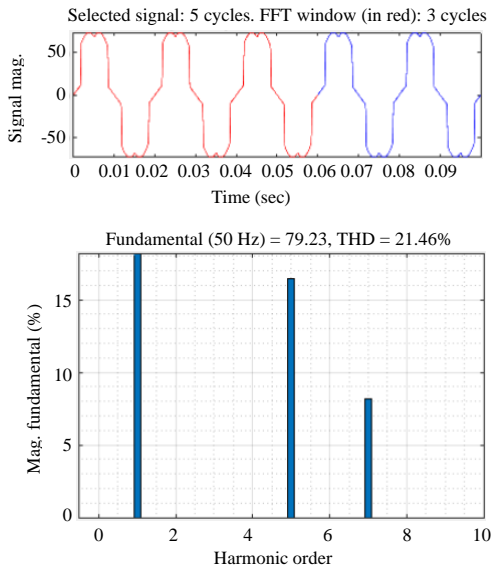 Selected signal: 5 cycles. FFT window (in red): 3 cycles
Signal mag.
50
0
-50
0 0.01 0.02 0.03 0.04 0.05 0.06 0.07 0.08 0.09
Time (sec)
Fundamental (50 Hz) = 79.23, THD = 21.46%
Mag. fundamental (%)
15
10
5
0
0 2 4 6 8 10
Harmonic order